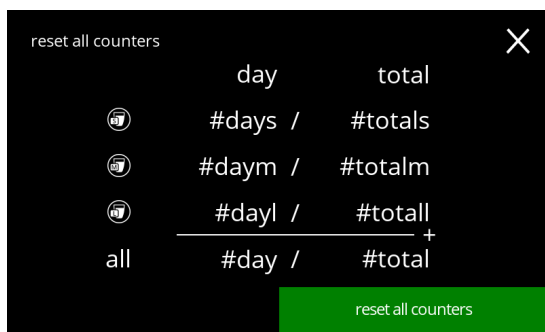 reset all counters
day total
S #days / #totals
M #daym / #totalm
L #dayl / #totall
+
all #day / #total
reset all counters